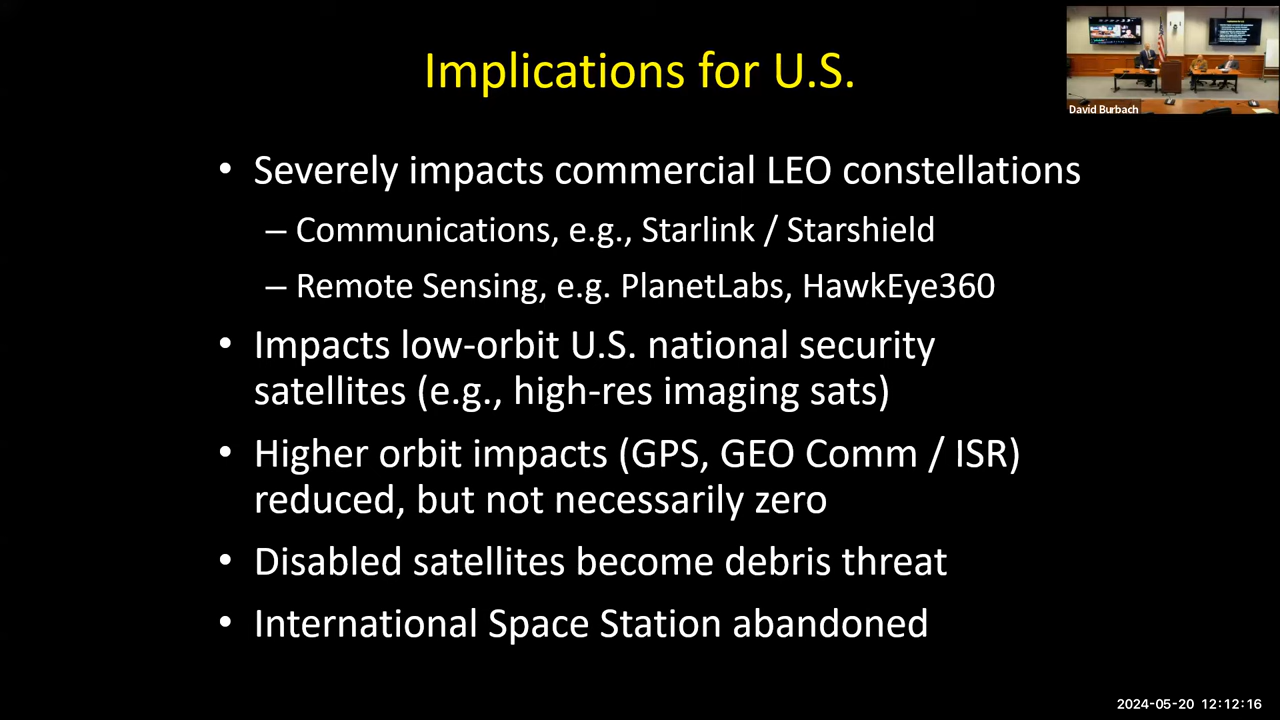 Implications for U.S.
David Burbach
• Severely impacts commercial LEO constellations
– Communications, e.g., Starlink / Starshield
– Remote Sensing, e.g. PlanetLabs, HawkEye360
• Impacts low-orbit U.S. national security
satellites (e.g., high-res imaging sats)
• Higher orbit impacts (GPS, GEO Comm / ISR)
reduced, but not necessarily zero
• Disabled satellites become debris threat
• International Space Station abandoned
2024-05-20 12:12:16